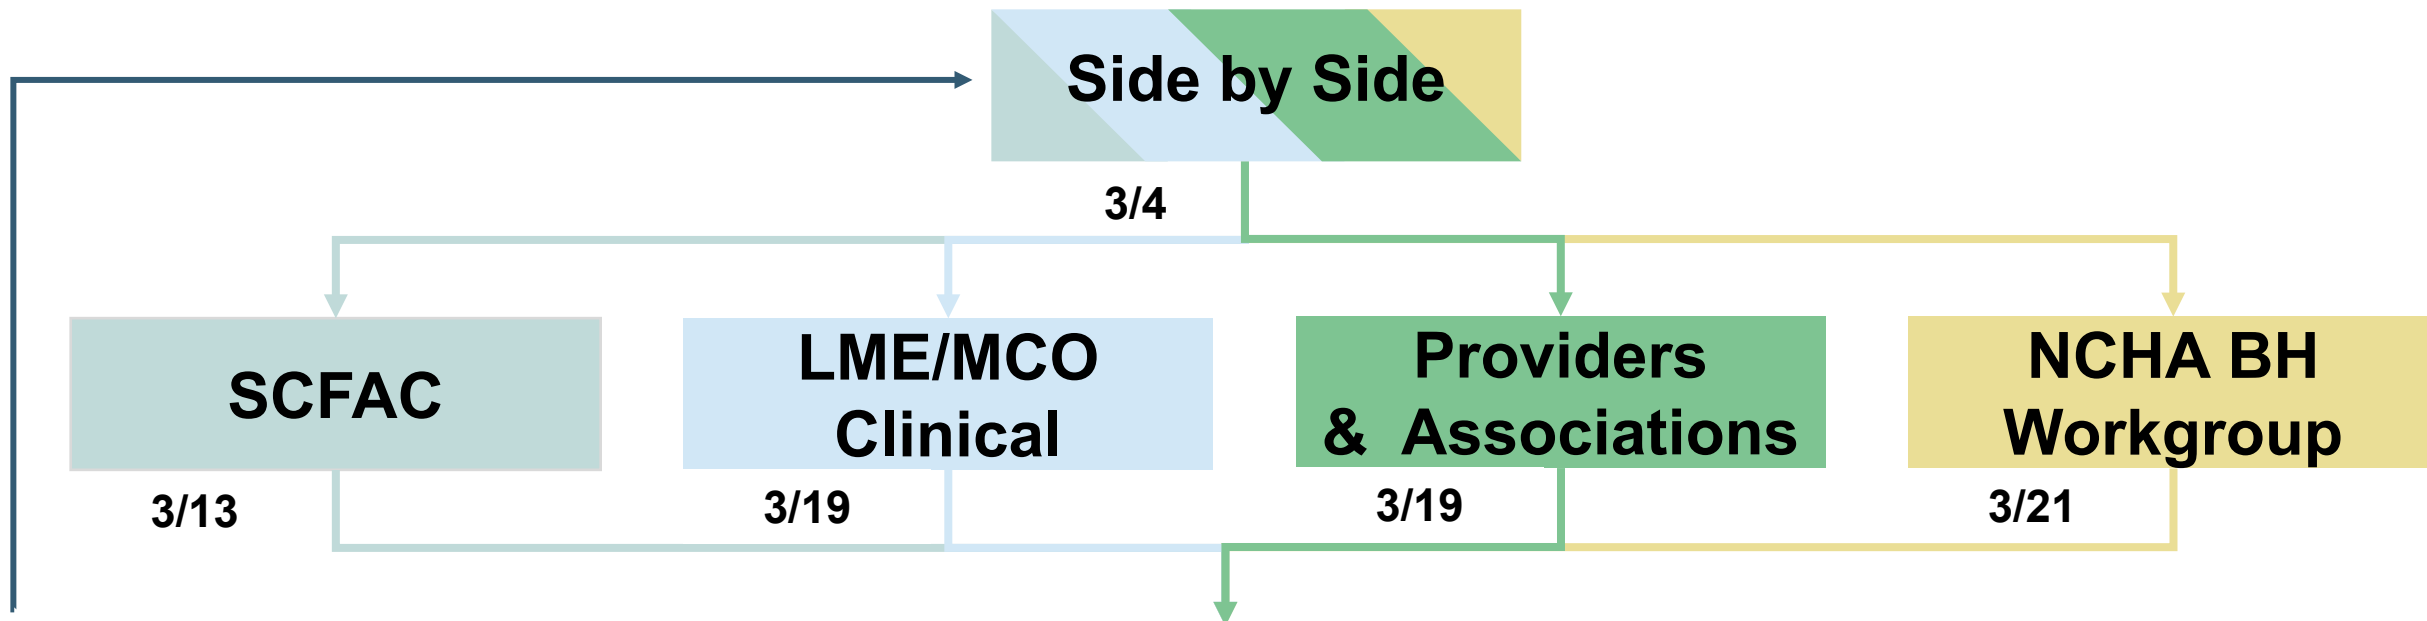 Side by Side
3/4
SCFAC
LME/MCO
Clinical
Providers
& Associations
NCHA BH
Workgroup
3/13
3/19
3/19
3/21